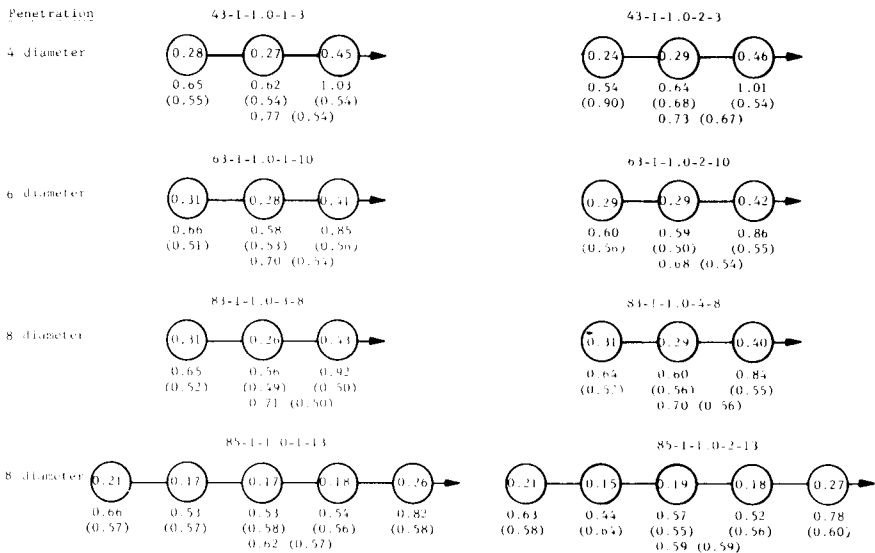 Penetration 43-I-1.0-1-3 43-I-1.0-2-3
4 diameter 0.28 0.27 0.45 0.24 0.29 0.46
0.65 0.62 1.03 0.54 0.64 1.01
(0.55) (0.54) (0.54) (0.90) (0.68) (0.54)
0.77 (0.54) 0.73 (0.67)
63-I-1.0-1-10 63-I-1.0-2-10
6 diameter 0.31 0.28 0.41 0.29 0.29 0.42
0.66 0.58 0.85 0.60 0.59 0.86
(0.51) (0.53) (0.56) (0.56) (0.50) (0.55)
0.70 (0.54) 0.68 (0.54)
83-I-1.0-3-8 83-I-1.0-4-8
8 diameter 0.31 0.26 0.43 0.31 0.29 0.40
0.65 0.56 0.92 0.64 0.60 0.84
(0.52) (0.49) (0.50) (0.56) (0.55)
0.71 (0.50) 0.70 (0.56)
85-I-1.0-1-13 85-I-1.0-2-13
8 diameter 0.21 0.17 0.17 0.18 0.26 0.21 0.15 0.19 0.18 0.27
0.66 0.53 0.53 0.54 0.82 0.63 0.44 0.57 0.52 0.78
(0.57) (0.57) (0.58) (0.56) (0.58) (0.58) (0.64) (0.55) (0.56) (0.60)
0.62 (0.57) 0.59 (0.59)